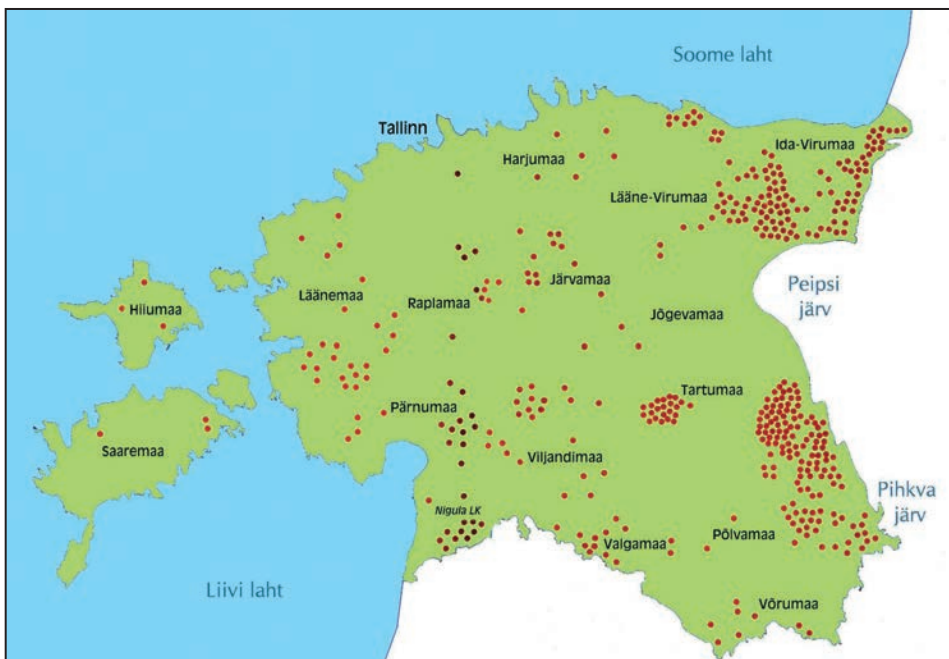 Soome laht
Tallinn
Harjumaa
Ida-Virumaa
Lääne-Virumaa
Läänemaa
Raplamaa
Järvamaa
Peipsi
järv
Hiiumaa
Jõgevamaa
Pärnumaa
Tartumaa
Saaremaa
Viljandimaa
Pihkva
järv
Nigula LK
Valgamaa
Põlvamaa
Liivi laht
Võrumaa